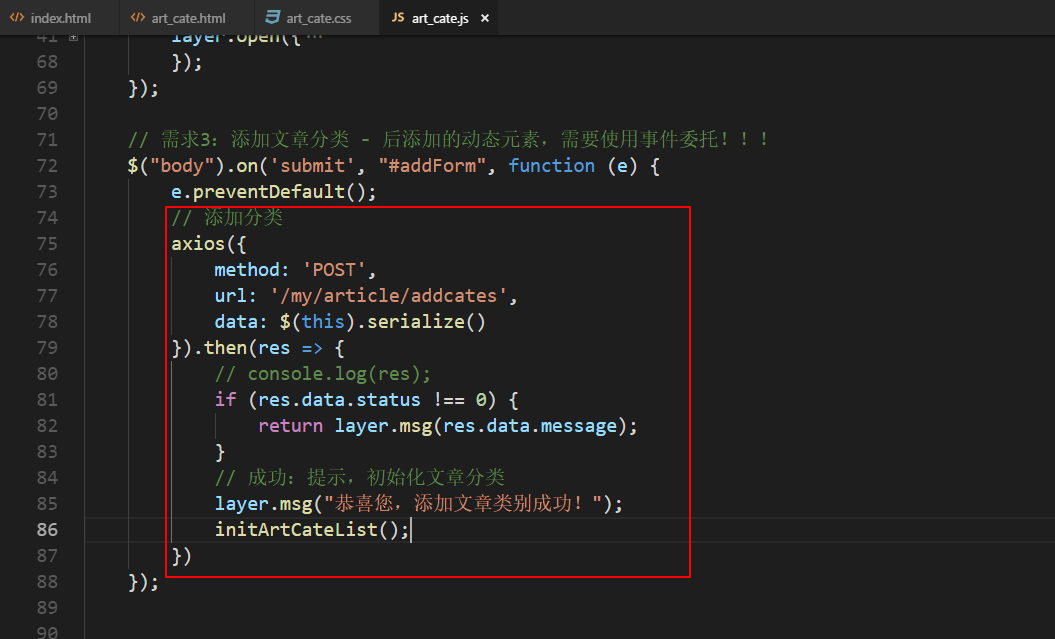 index.html art_cate.html art_cate.css JS art_cate.js ×
41 layer.open({ ⋯
68 });
69 });
70
71 // 需求3：添加文章分类 - 后添加的动态元素，需要使用事件委托！！！
72 $("body").on('submit', "#addForm", function (e) {
73 e.preventDefault();
74 // 添加分类
75 axios({
76 method: 'POST',
77 url: '/my/article/addcates',
78 data: $(this).serialize()
79 }).then(res => {
80 // console.log(res);
81 if (res.data.status !== 0) {
82 return layer.msg(res.data.message);
83 }
84 // 成功：提示，初始化文章分类
85 layer.msg("恭喜您，添加文章类别成功！");
86 initArtCateList();
87 })
88 });
89
90